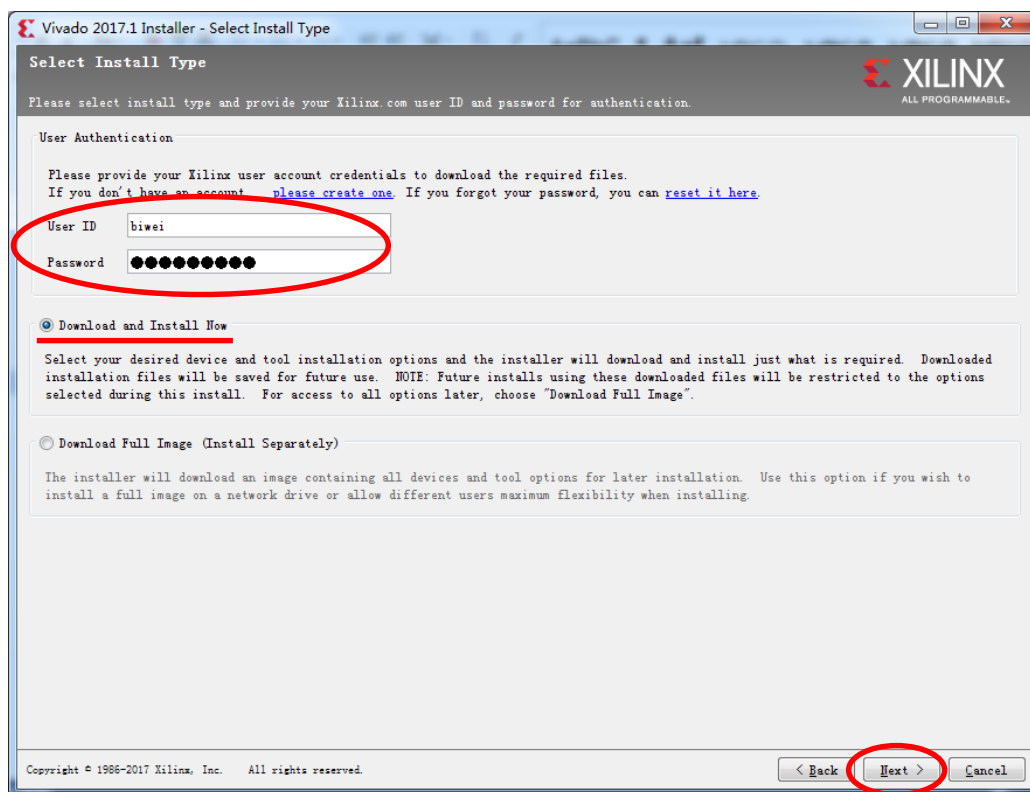 Vivado 2017.1 Installer - Select Install Type
Select Install Type
XILINX
ALL PROGRAMMABLE.
Please select install type and provide your Xilinx.com user ID and password for authentication.
User Authentication
Please provide your Xilinx user account credentials to download the required files.
If you don't have an account, please create one. If you forgot your password, you can reset it here.
User ID biwei
Password ●●●●●●●●●
Download and Install Now
Select your desired device and tool installation options and the installer will download and install just what is required. Downloaded
installation files will be saved for future use. NOTE: Future installs using these downloaded files will be restricted to the options
selected during this install. For access to all options later, choose "Download Full Image".
Download Full Image (Install Separately)
The installer will download an image containing all devices and tool options for later installation. Use this option if you wish to
install a full image on a network drive or allow different users maximum flexibility when installing.
Copyright © 1986-2017 Xilinx, Inc. All rights reserved.
< Back Next > Cancel